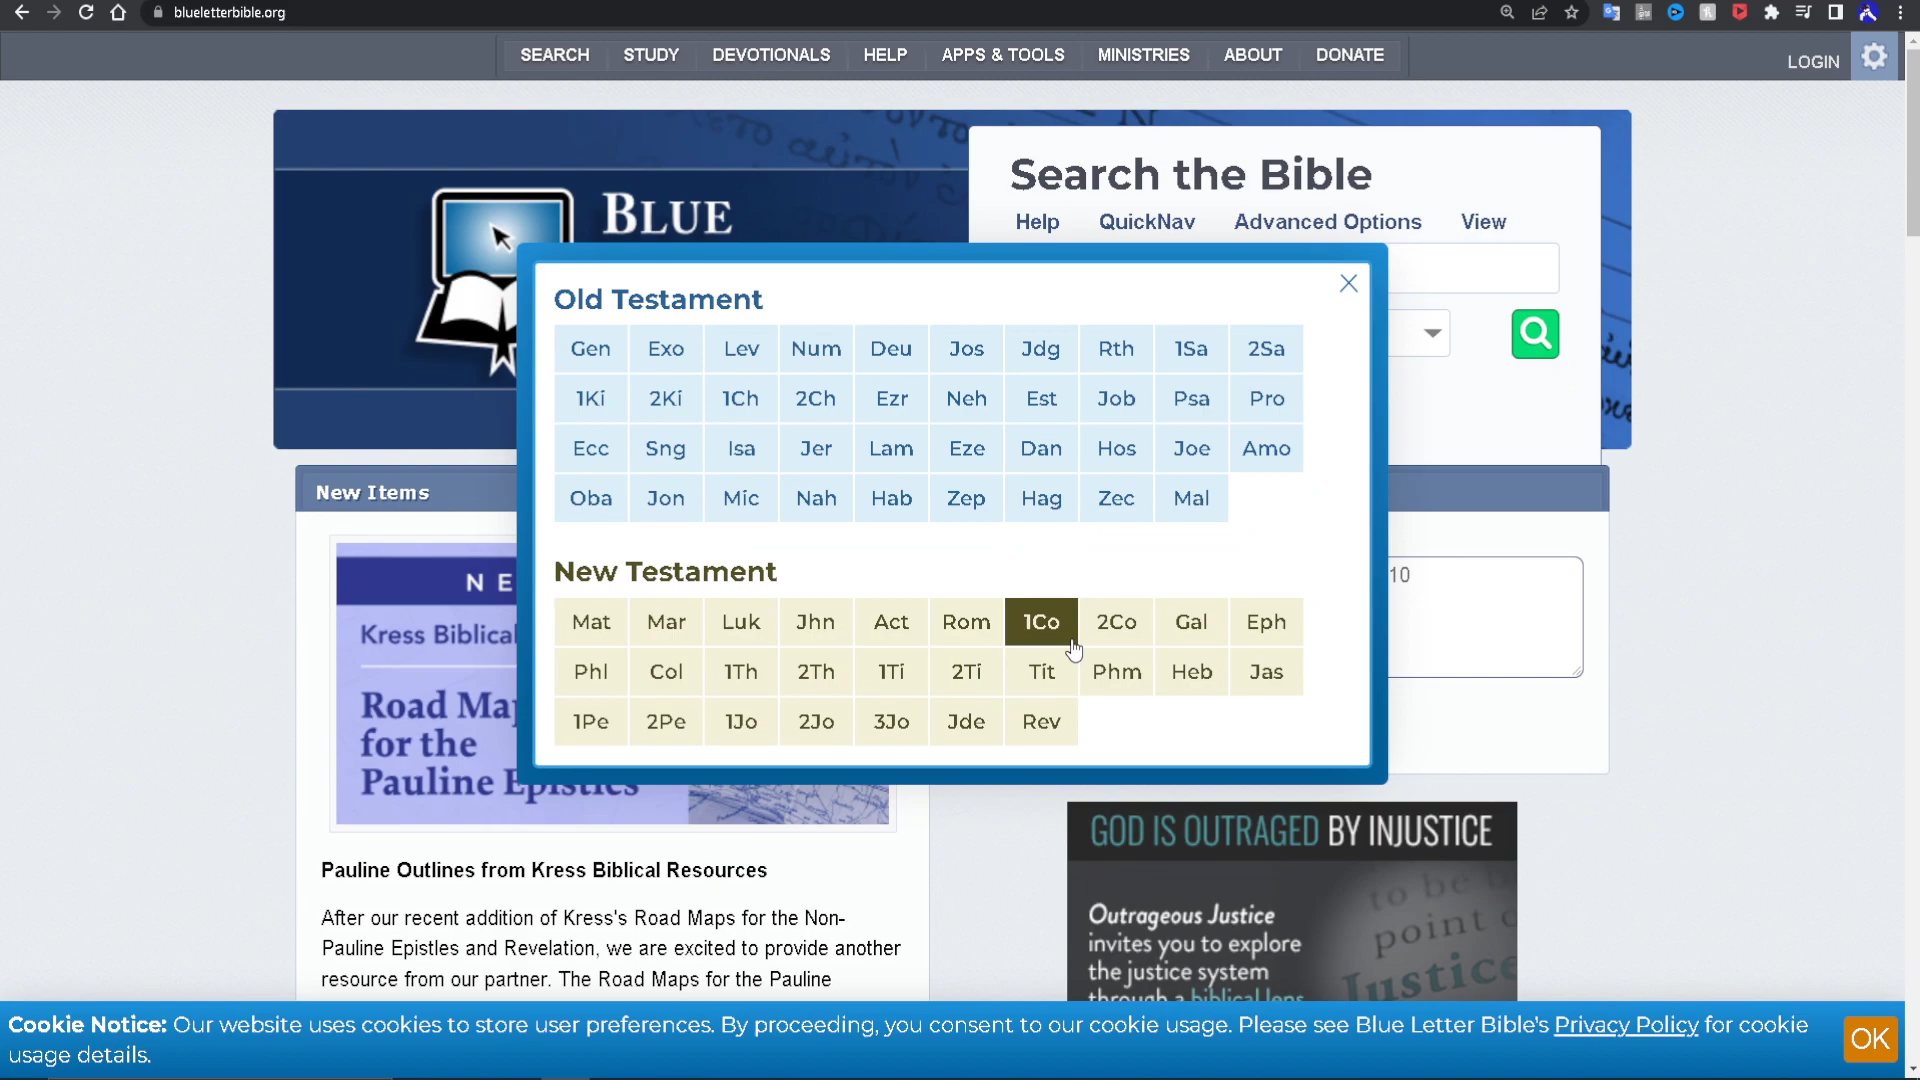 blueletterbible.org
SEARCH STUDY DEVOTIONALS HELP APPS & TOOLS MINISTRIES ABOUT DONATE
LOGIN
BLUE
Search the Bible
Help QuickNav Advanced Options View
Old Testament
Gen Exo Lev Num Deu Jos Jdg Rth 1Sa 2Sa
1Ki 2Ki 1Ch 2Ch Ezr Neh Est Job Psa Pro
Ecc Sng Isa Jer Lam Eze Dan Hos Joe Amo
Oba Jon Mic Nah Hab Zep Hag Zec Mal
New Testament
Mat Mar Luk Jhn Act Rom 1Co 2Co Gal Eph
Phl Col 1Th 2Th 1Ti 2Ti Tit Phm Heb Jas
1Pe 2Pe 1Jo 2Jo 3Jo Jde Rev
10
New Items
N E
Kress Biblical
Road Map
for the
Pauline Epistles
Pauline Outlines from Kress Biblical Resources
After our recent addition of Kress's Road Maps for the Non-
Pauline Epistles and Revelation, we are excited to provide another
resource from our partner. The Road Maps for the Pauline
GOD IS OUTRAGED BY INJUSTICE
Outrageous Justice
invites you to explore
the justice system
through a biblical lens
to be
point
Justice
Cookie Notice: Our website uses cookies to store user preferences. By proceeding, you consent to our cookie usage. Please see Blue Letter Bible's Privacy Policy for cookie
usage details.
OK